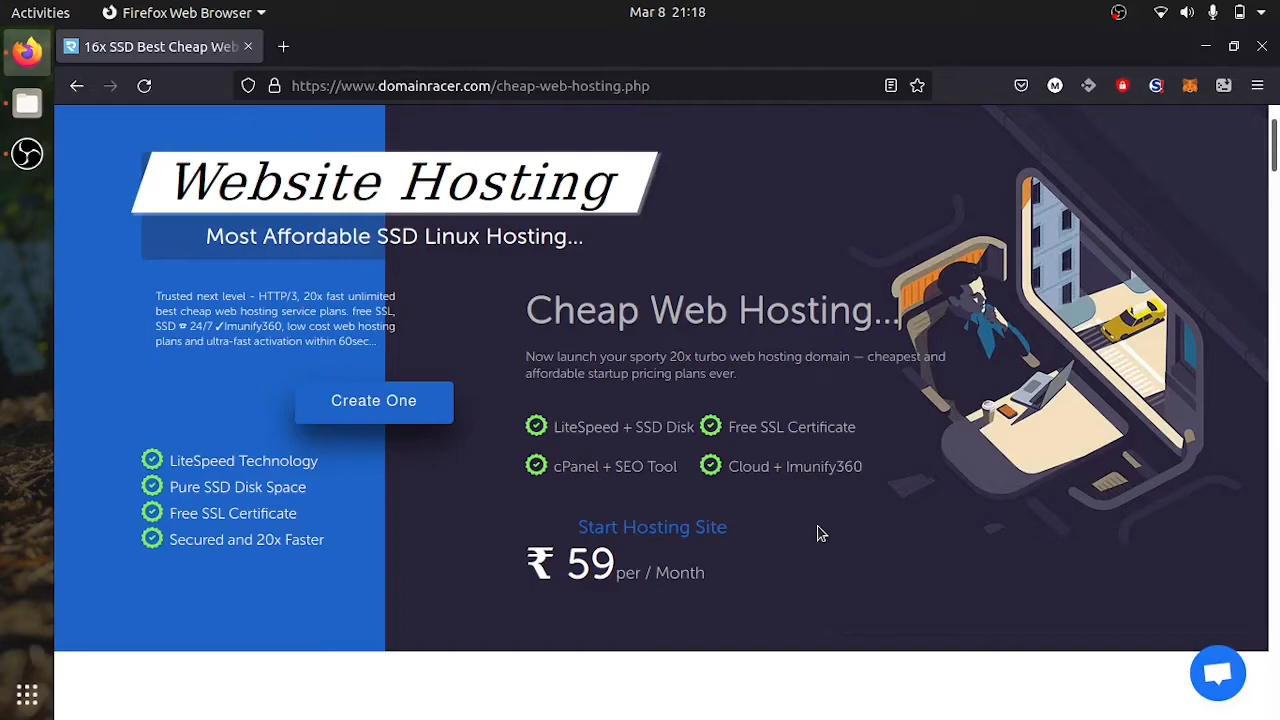 Activities
Firefox Web Browser
Mar 8 21:18
16x SSD Best Cheap Web
https://www.domainracer.com/cheap-web-hosting.php
Website Hosting
Most Affordable SSD Linux Hosting...
Trusted next level - HTTP/3, 20x fast unlimited
best cheap web hosting service plans. free SSL,
SSD ☎ 24/7 ✓Imunify360, low cost web hosting
plans and ultra-fast activation within 60sec...
Create One
LiteSpeed Technology
Pure SSD Disk Space
Free SSL Certificate
Secured and 20x Faster
Cheap Web Hosting...
Now launch your sporty 20x turbo web hosting domain — cheapest and
affordable startup pricing plans ever.
LiteSpeed + SSD Disk
Free SSL Certificate
cPanel + SEO Tool
Cloud + Imunify360
Start Hosting Site
₹ 59per / Month